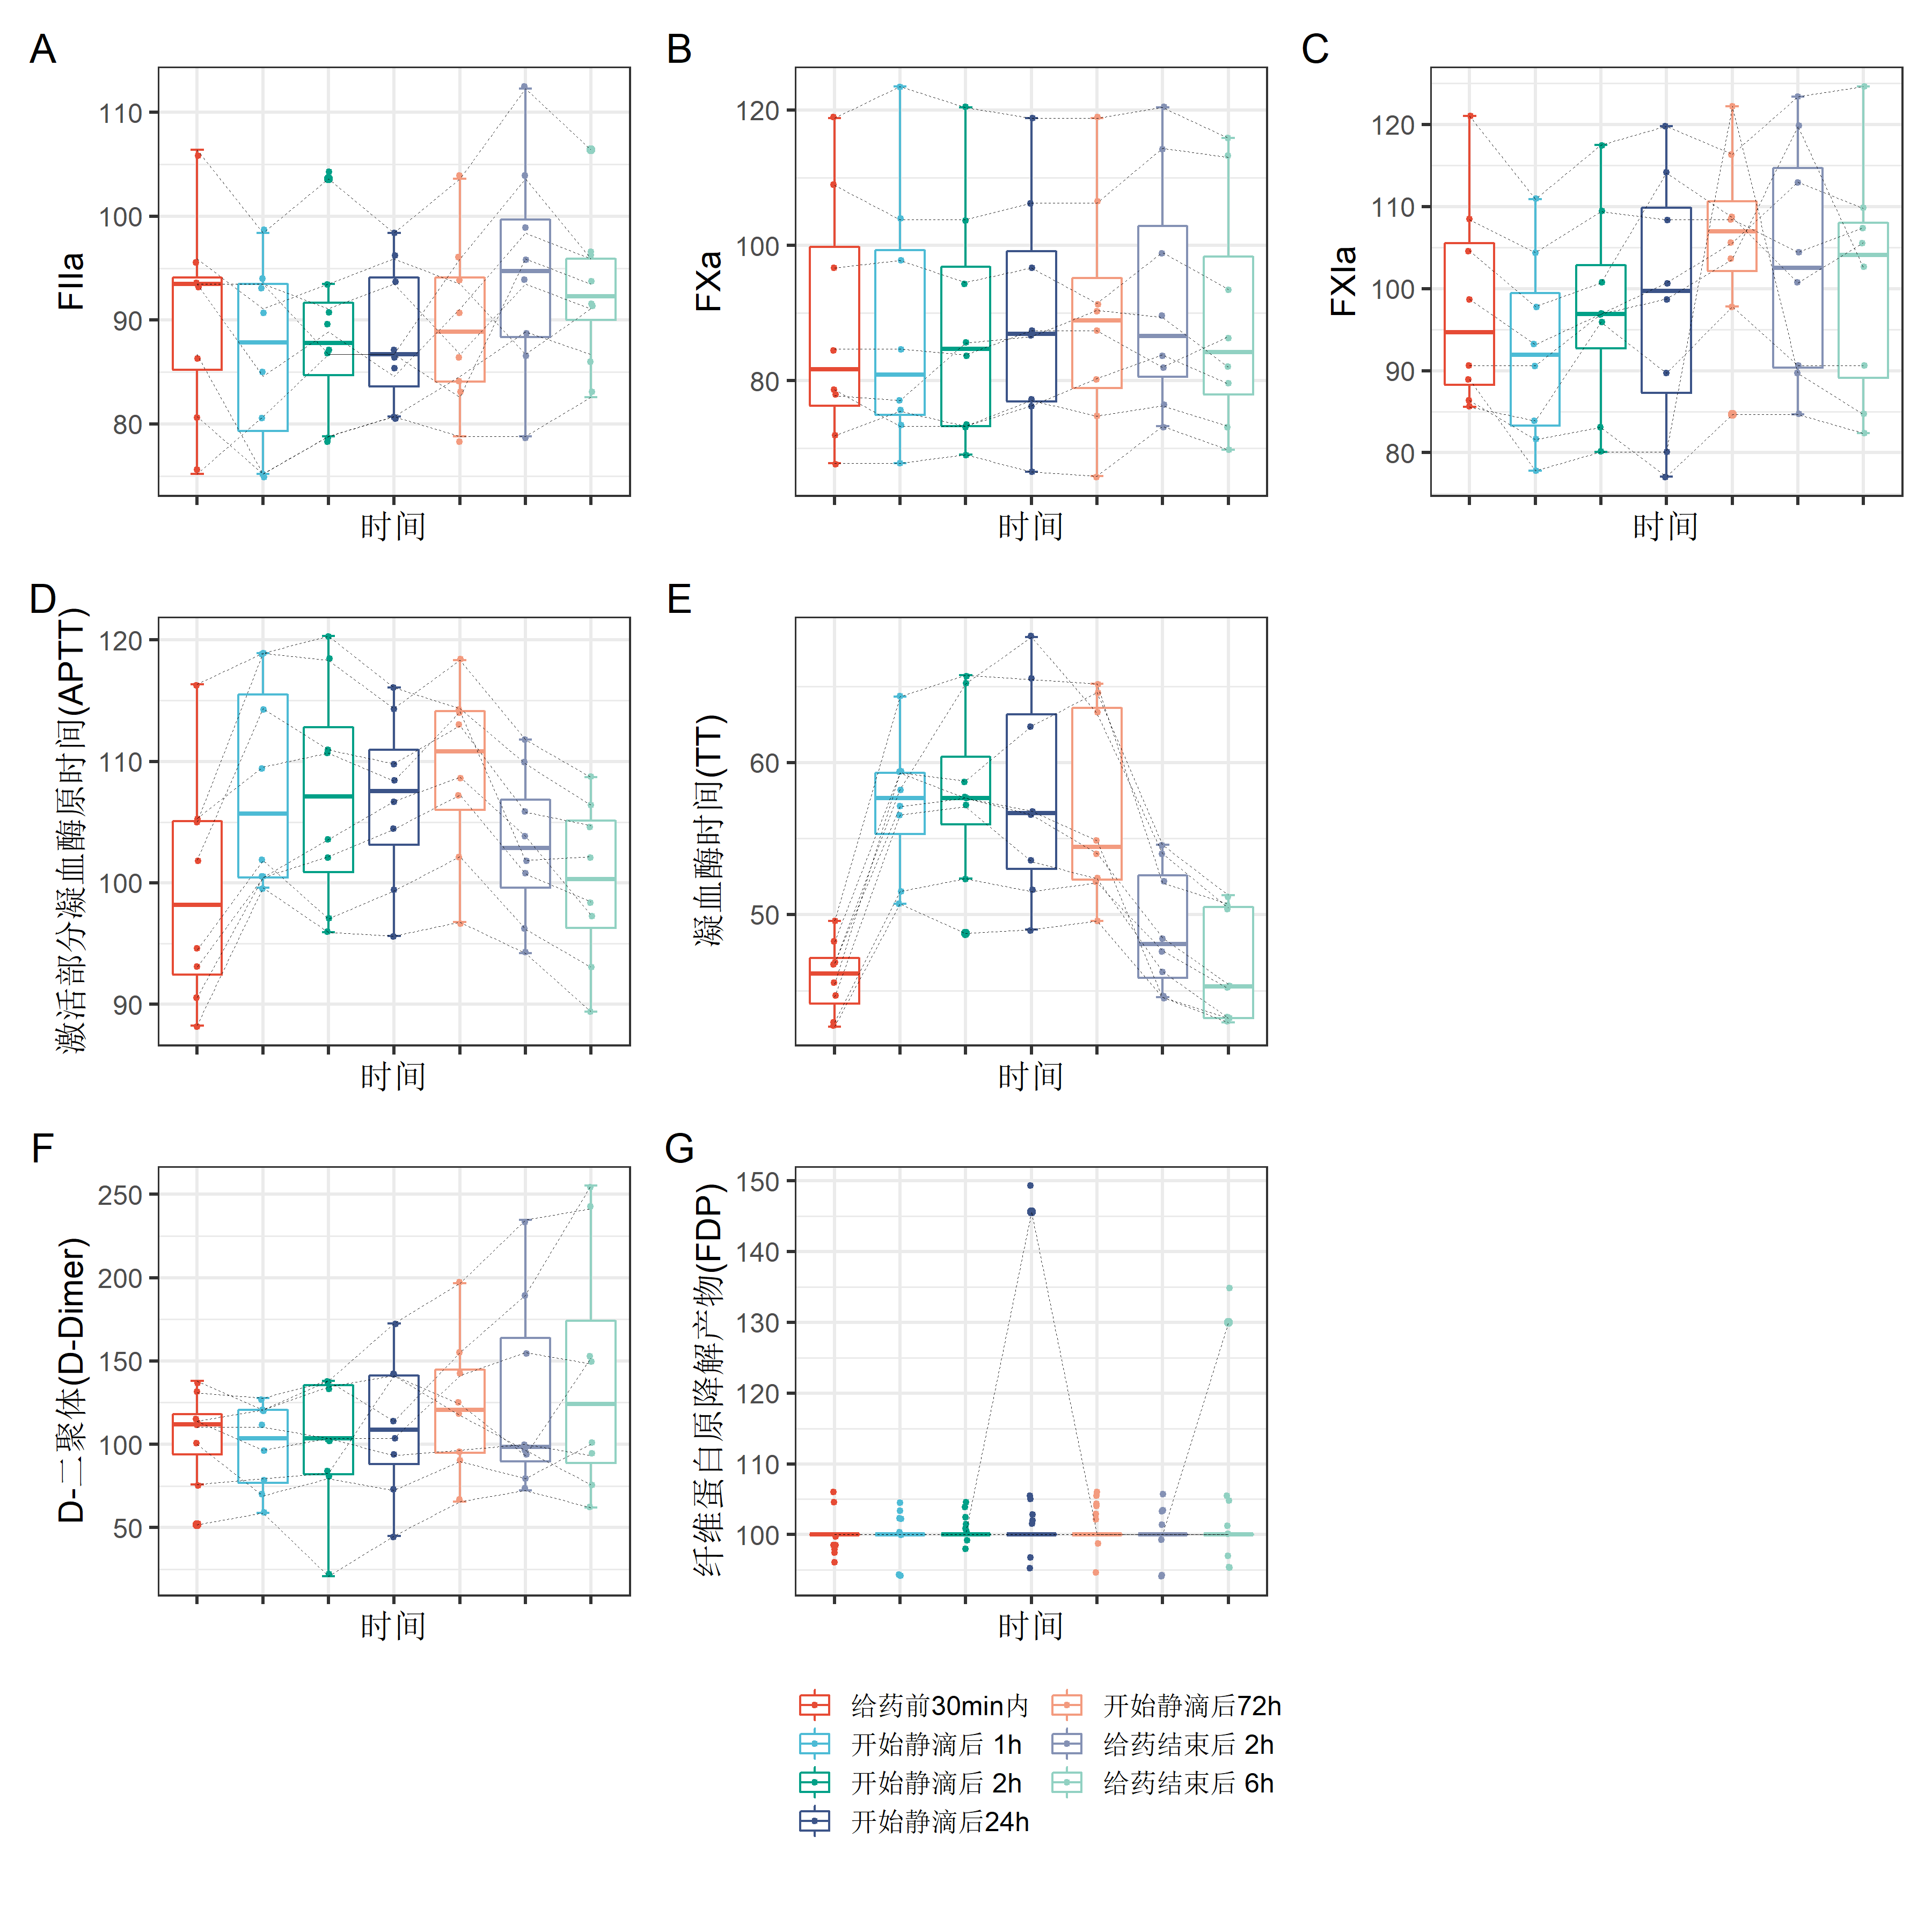 A
FIIa
110
100
90
80
时间
B
FXa
120
100
80
时间
C
FXIa
120
110
100
90
80
时间
D
激活部分凝血酶原时间(APTT)
120
110
100
90
时间
E
凝血酶时间(TT)
60
50
时间
F
D-二聚体(D-Dimer)
250
200
150
100
50
时间
G
纤维蛋白原降解产物(FDP)
150
140
130
120
110
100
时间
给药前30min内
开始静滴后 1h
开始静滴后 2h
开始静滴后24h
开始静滴后72h
给药结束后 2h
给药结束后 6h